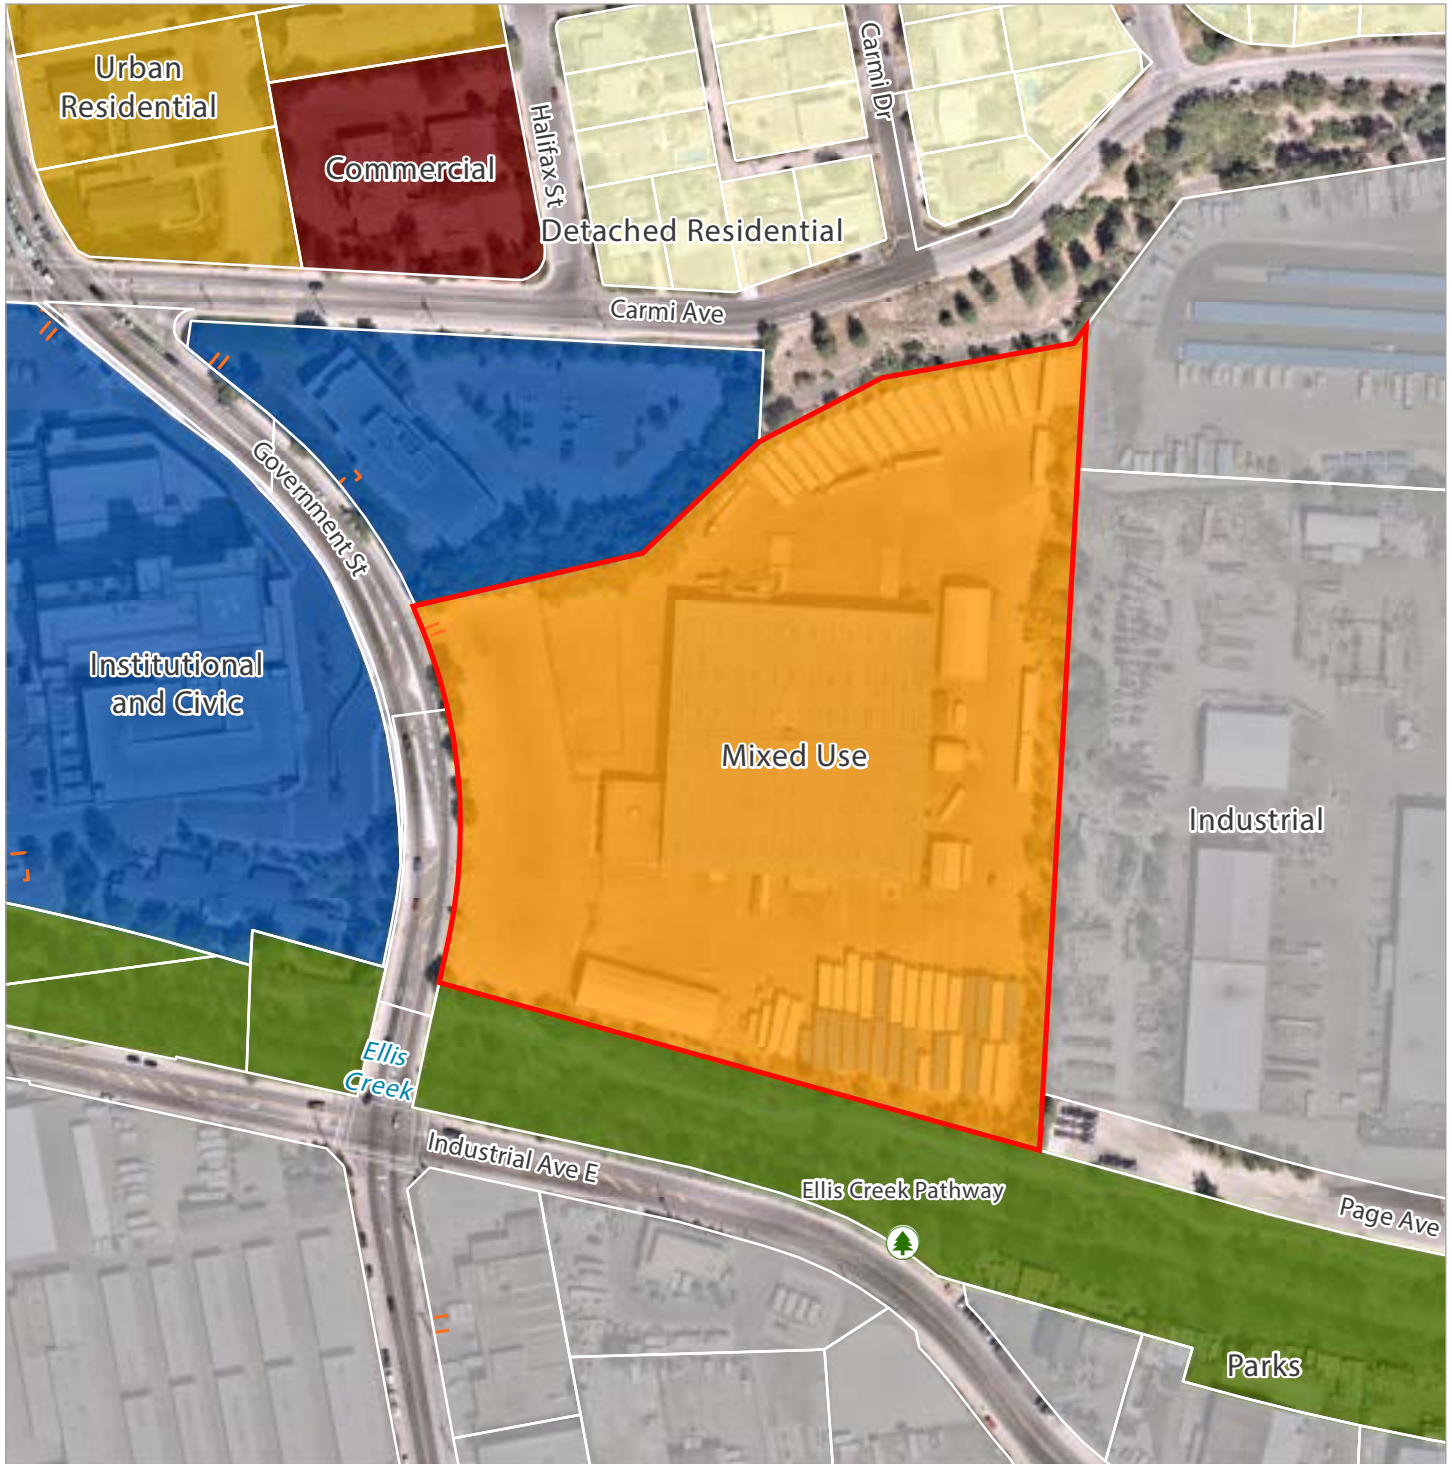 Urban
Residential
Commercial
Halifax St
Carmi Dr
Detached Residential
Carmi Ave
Government St
Institutional
and Civic
Mixed Use
Industrial
Ellis
Creek
Industrial Ave E
Ellis Creek Pathway
Page Ave
Parks